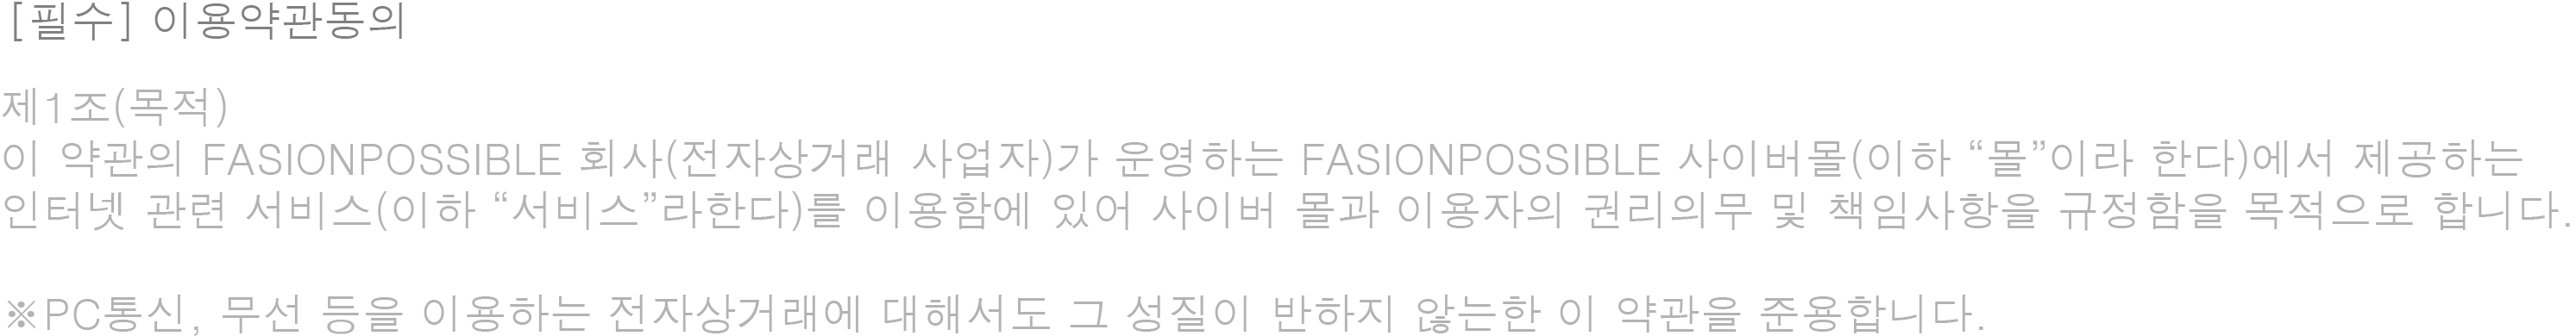 [필수] 이용약관동의
제1조(목적)
이 약관의 FASIONPOSSIBLE 회사(전자상거래 사업자)가 운영하는 FASIONPOSSIBLE 사이버몰(이하 “몰”이라 한다)에서 제공하는
인터넷 관련 서비스(이하 “서비스”라한다)를 이용함에 있어 사이버 몰과 이용자의 권리의무 및 책임사항을 규정함을 목적으로 합니다.
※PC통신, 무선 등을 이용하는 전자상거래에 대해서도 그 성질이 반하지 않는한 이 약관을 준용합니다.